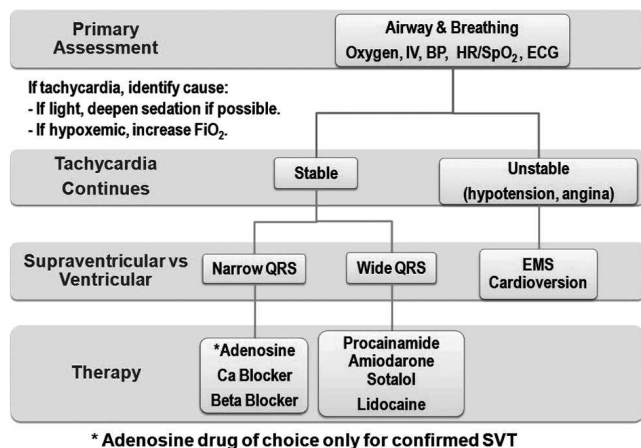 Primary
Assessment
Airway & Breathing
Oxygen, IV, BP, HR/SpO₂, ECG
If tachycardia, identify cause:
- If light, deepen sedation if possible.
- If hypoxemic, increase FiO₂.
Tachycardia
Continues
Stable
Unstable
(hypotension, angina)
Supraventricular vs
Ventricular
Narrow QRS
Wide QRS
EMS
Cardioversion
Therapy
*Adenosine
Ca Blocker
Beta Blocker
Procainamide
Amiodarone
Sotalol
Lidocaine
* Adenosine drug of choice only for confirmed SVT